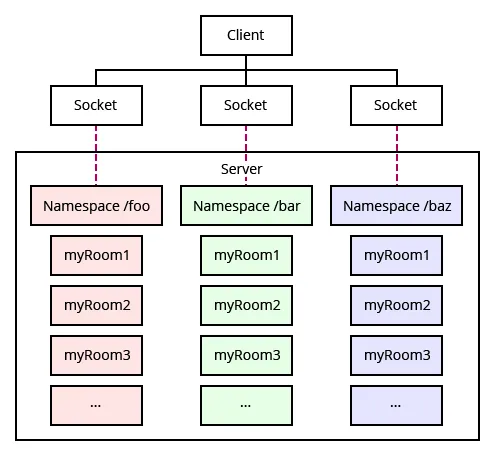 Client
Socket Socket Socket
Server
Namespace /foo Namespace /bar Namespace /baz
myRoom1 myRoom1 myRoom1
myRoom2 myRoom2 myRoom2
myRoom3 myRoom3 myRoom3
... ... ...